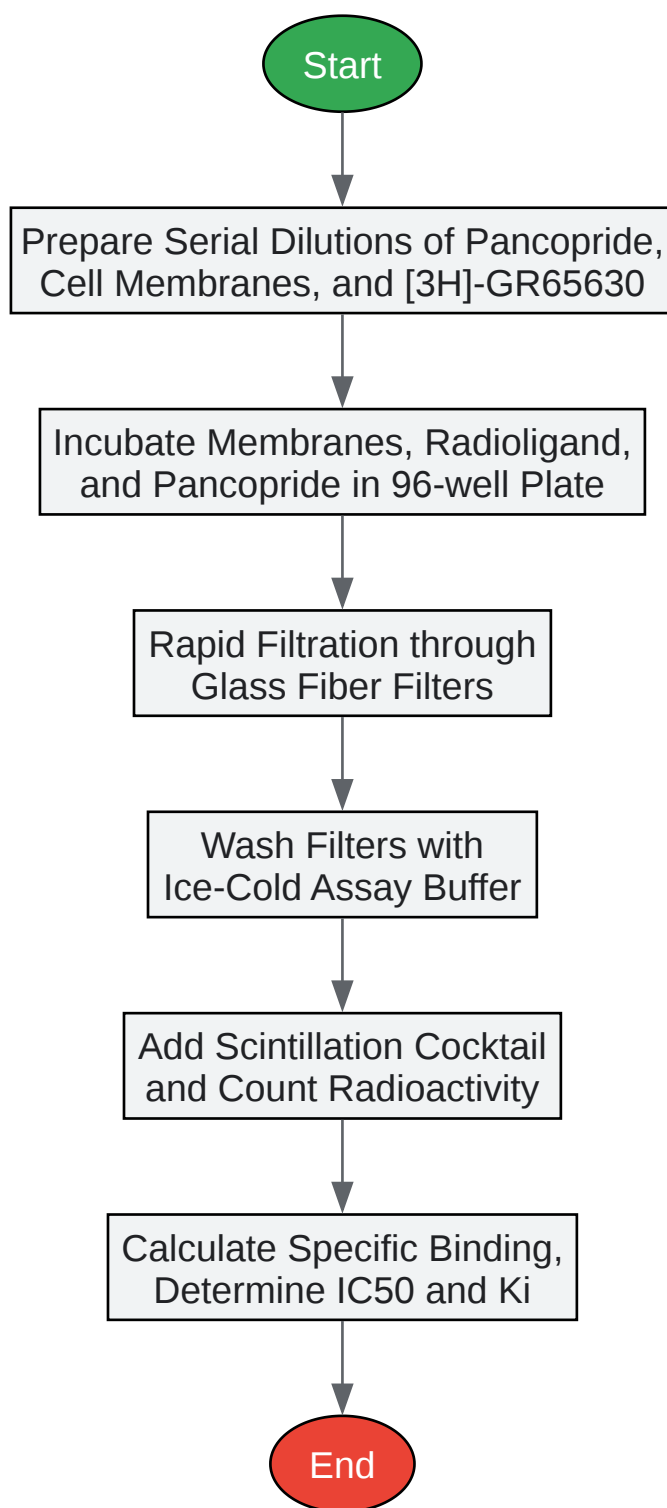 Start
Prepare Serial Dilutions of Pancopride,
Cell Membranes, and [3H]-GR65630
Incubate Membranes, Radioligand,
and Pancopride in 96-well Plate
Rapid Filtration through
Glass Fiber Filters
Wash Filters with
Ice-Cold Assay Buffer
Add Scintillation Cocktail
and Count Radioactivity
Calculate Specific Binding,
Determine IC50 and Ki
End